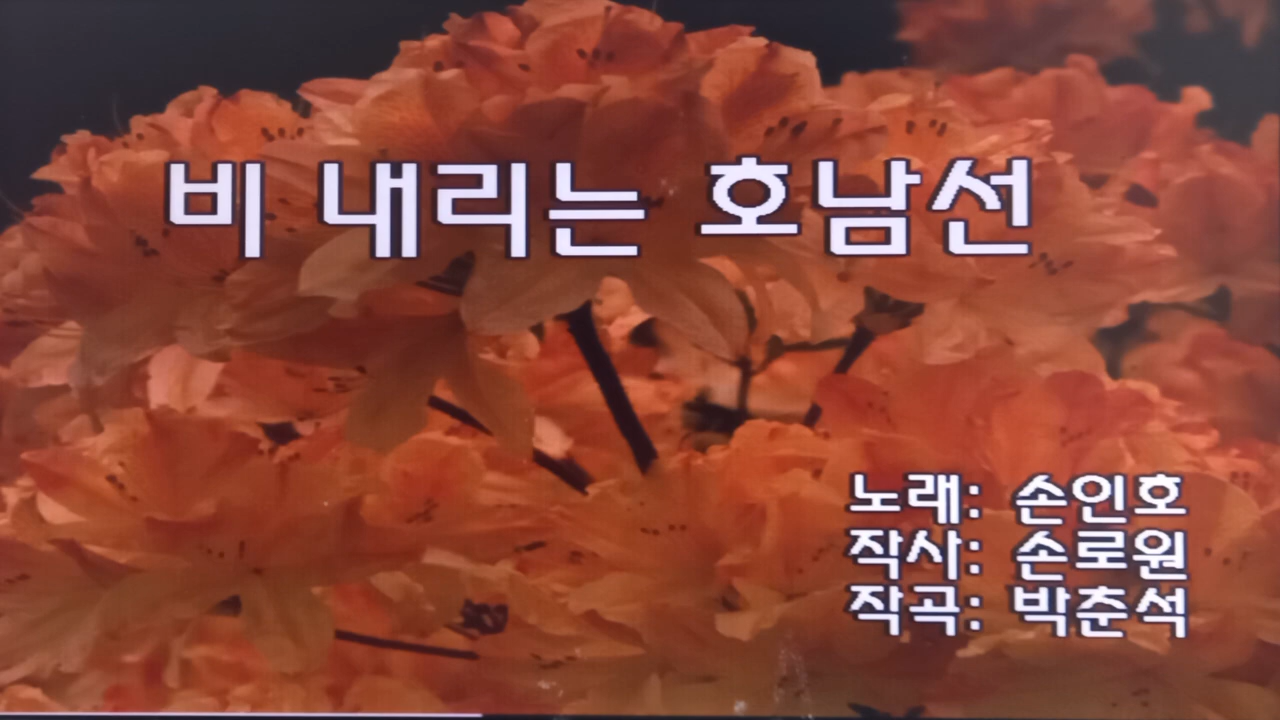 비 내리는 호남선
노래: 손인호
작사: 손로원
작곡: 박춘석